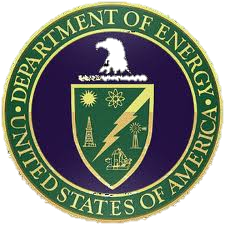 · DEPARTMENT OF ENERGY ·
UNITED STATES OF AMERICA